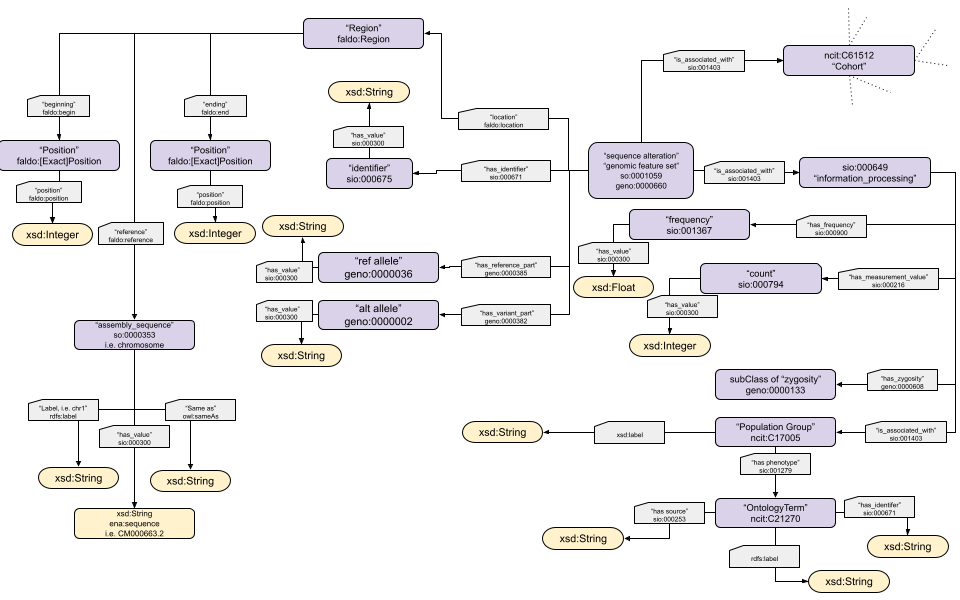 “Region”
faldo:Region
“beginning”
faldo:begin
“ending”
faldo:end
“Position”
faldo:[Exact]Position
“Position”
faldo:[Exact]Position
“position”
faldo:position
“position”
faldo:position
xsd:Integer
xsd:Integer
“reference”
faldo:reference
“assembly_sequence”
so:0000353
i.e. chromosome
“Label, i.e. chr1”
rdfs:label
“Same as”
owl:sameAs
“has_value”
sio:000300
xsd:String
xsd:String
xsd:String
ena:sequence
i.e. CM000663.2
xsd:String
“has_value”
sio:000300
“identifier”
sio:000675
“location”
faldo:location
“has_identifier”
sio:000671
xsd:String
“has_value”
sio:000300
“ref allele”
geno:0000036
“has_reference_part”
geno:0000385
“has_value”
sio:000300
“alt allele”
geno:0000002
“has_variant_part”
geno:0000382
xsd:String
“sequence alteration”
“genomic feature set”
so:0001059
geno:0000660
“is_associated_with”
sio:001403
ncit:C61512
“Cohort”
“is_associated_with”
sio:001403
sio:000649
“information_processing”
“frequency”
sio:001367
“has_frequency”
sio:000900
“has_value”
sio:000300
xsd:Float
“count”
sio:000794
“has_measurement_value”
sio:000216
“has_value”
sio:000300
xsd:Integer
subClass of “zygosity”
geno:0000133
“has_zygosity”
geno:0000608
xsd:String
xsd:label
“Population Group”
ncit:C17005
“is_associated_with”
sio:001403
“has phenotype”
sio:001279
“has source”
sio:000253
“OntologyTerm”
ncit:C21270
“has_identifer”
sio:000671
xsd:String
xsd:String
rdfs:label
xsd:String